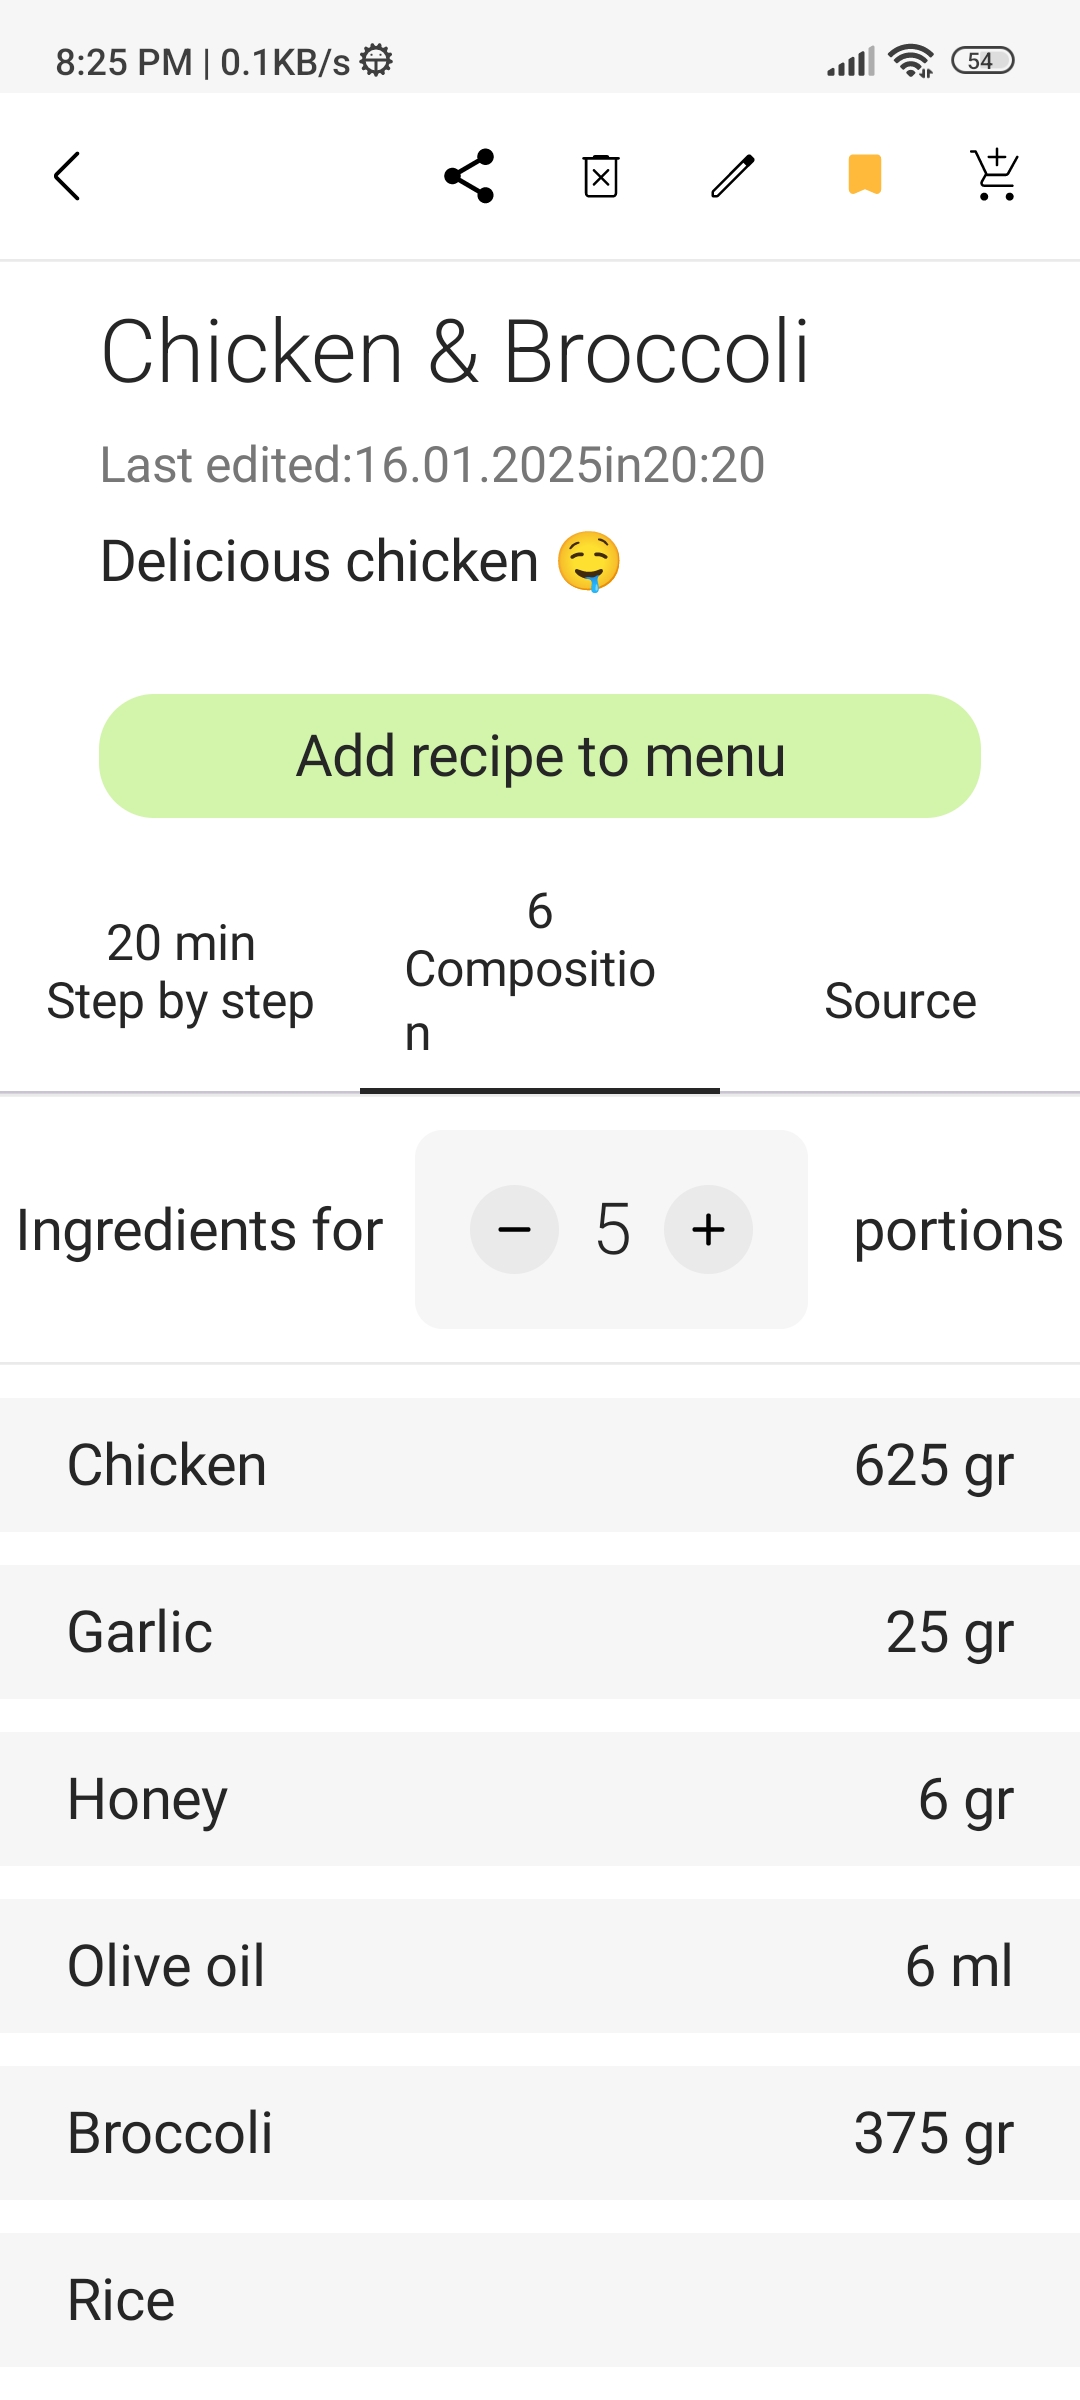 8:25 PM | 0.1KB/s
54
Chicken & Broccoli
Last edited:16.01.2025in20:20
Delicious chicken 🤤
Add recipe to menu
20 min
Step by step
6
Compositio
n
Source
Ingredients for − 5 + portions
Chicken 625 gr
Garlic 25 gr
Honey 6 gr
Olive oil 6 ml
Broccoli 375 gr
Rice